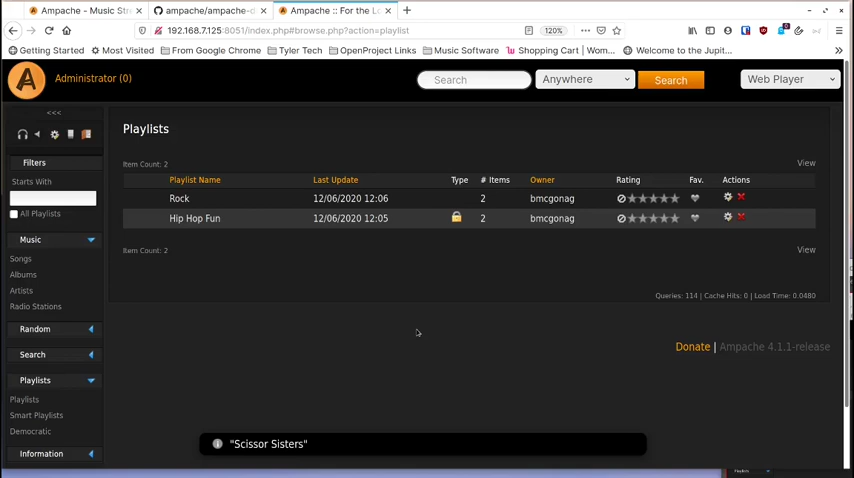 Ampache - Music Stre
ampache/ampache-d
Ampache :: For the Lo
192.168.7.125:8051/index.php#browse.php?action=playlist
120%
Getting Started
Most Visited
From Google Chrome
Tyler Tech
OpenProject Links
Music Software
Shopping Cart | Wom...
Welcome to the Jupit...
Administrator (0)
Search
Anywhere
Search
Web Player
<<<
Filters
Starts With
All Playlists
Music
Songs
Albums
Artists
Radio Stations
Random
Search
Playlists
Playlists
Smart Playlists
Democratic
Information
Playlists
Item Count: 2
View
Playlist Name Last Update Type # Items Owner Rating Fav. Actions
Rock 12/06/2020 12:06 2 bmcgonag
Hip Hop Fun 12/06/2020 12:05 2 bmcgonag
Item Count: 2
View
Queries: 114 | Cache Hits: 0 | Load Time: 0.0480
Donate | Ampache 4.1.1-release
"Scissor Sisters"